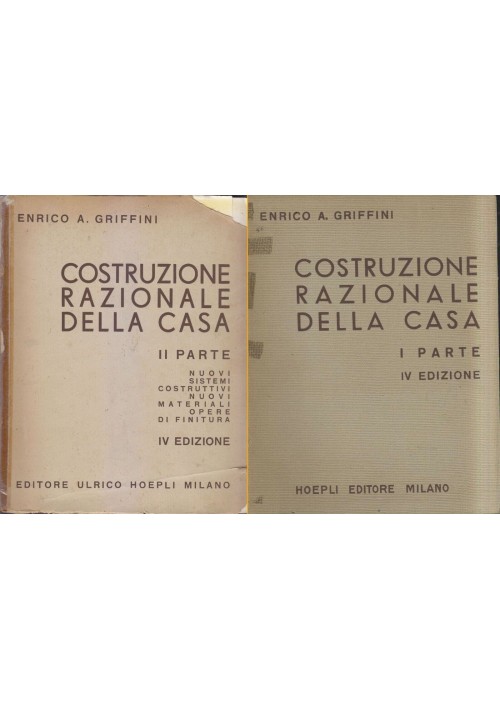 ENRICO A. GRIFFINI
COSTRUZIONE
RAZIONALE
DELLA CASA
II PARTE
NUOVI
SISTEMI
COSTRUTTIVI
NUOVI
MATERIALI
OPERE
DI FINITURA
IV EDIZIONE
EDITORE ULRICO HOEPLI MILANO
ENRICO A. GRIFFINI
COSTRUZIONE
RAZIONALE
DELLA CASA
I PARTE
IV EDIZIONE
HOEPLI EDITORE MILANO